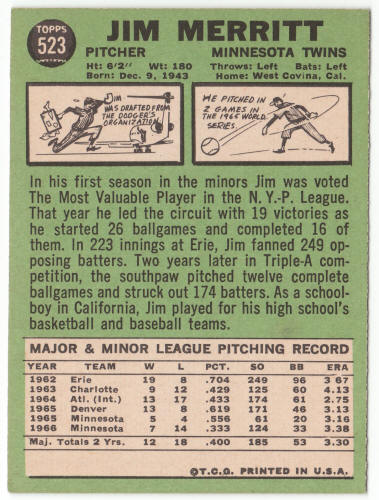 TOPPS
523
JIM MERRITT
PITCHER MINNESOTA TWINS
Ht: 6'2" Wt: 180 Throws: Left Bats: Left
Born: Dec. 9, 1943 Home: West Covina, Cal.
Jim
WAS DRAFTED FROM
THE DODGER'S
ORGANIZATION
HE PITCHED IN
2 GAMES IN
THE 1965 WORLD
SERIES.
In his first season in the minors Jim was voted
The Most Valuable Player in the N. Y.-P. League.
That year he led the circuit with 19 victories as
he started 26 ballgames and completed 16 of
them. In 223 innings at Erie, Jim fanned 249 op-
posing batters. Two years later in Triple-A com-
petition, the southpaw pitched twelve complete
ballgames and struck out 174 batters. As a school-
boy in California, Jim played for his high school's
basketball and baseball teams.
MAJOR & MINOR LEAGUE PITCHING RECORD
YEAR TEAM W L PCT. SO BB ERA
1962 Erie 19 8 .704 249 96 3.67
1963 Charlotte 9 12 .429 125 60 4.13
1964 Atl. (Int.) 13 17 .433 174 61 2.75
1965 Denver 13 8 .619 171 46 3.13
1965 Minnesota 5 4 .556 61 20 3.16
1966 Minnesota 7 14 .333 124 33 3.38
Maj. Totals 2 Yrs. 12 18 .400 185 53 3.30
©T.C.G. PRINTED IN U.S.A.